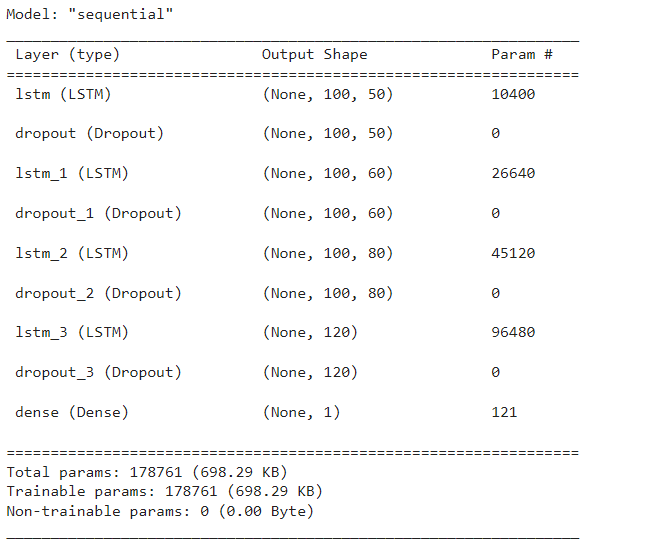 Model: "sequential"
_________________________________________________________________
Layer (type)                Output Shape              Param #
=================================================================
lstm (LSTM)                 (None, 100, 50)           10400
dropout (Dropout)           (None, 100, 50)           0
lstm_1 (LSTM)               (None, 100, 60)           26640
dropout_1 (Dropout)         (None, 100, 60)           0
lstm_2 (LSTM)               (None, 100, 80)           45120
dropout_2 (Dropout)         (None, 100, 80)           0
lstm_3 (LSTM)               (None, 120)               96480
dropout_3 (Dropout)         (None, 120)               0
dense (Dense)               (None, 1)                 121
=================================================================
Total params: 178761 (698.29 KB)
Trainable params: 178761 (698.29 KB)
Non-trainable params: 0 (0.00 Byte)
_________________________________________________________________